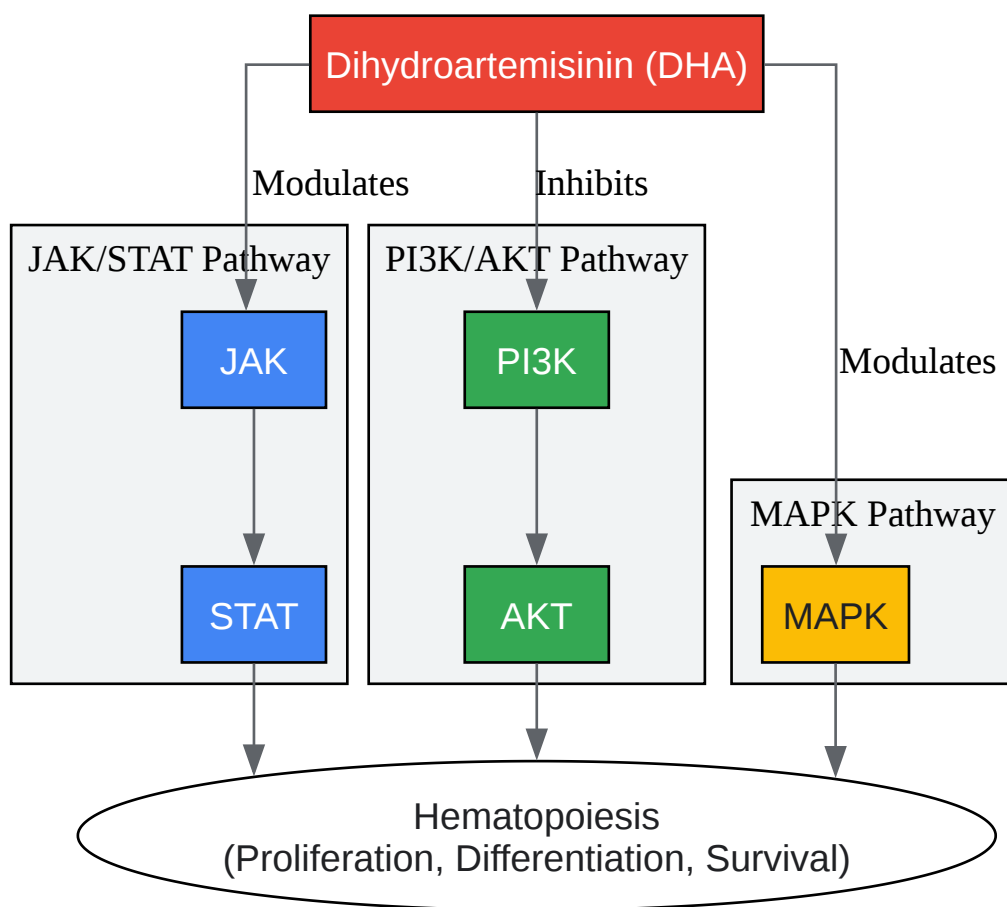 Dihydroartemisinin (DHA)
Modulates
Inhibits
JAK/STAT Pathway
PI3K/AKT Pathway
JAK
PI3K
Modulates
MAPK Pathway
STAT
AKT
MAPK
Hematopoiesis
(Proliferation, Differentiation, Survival)